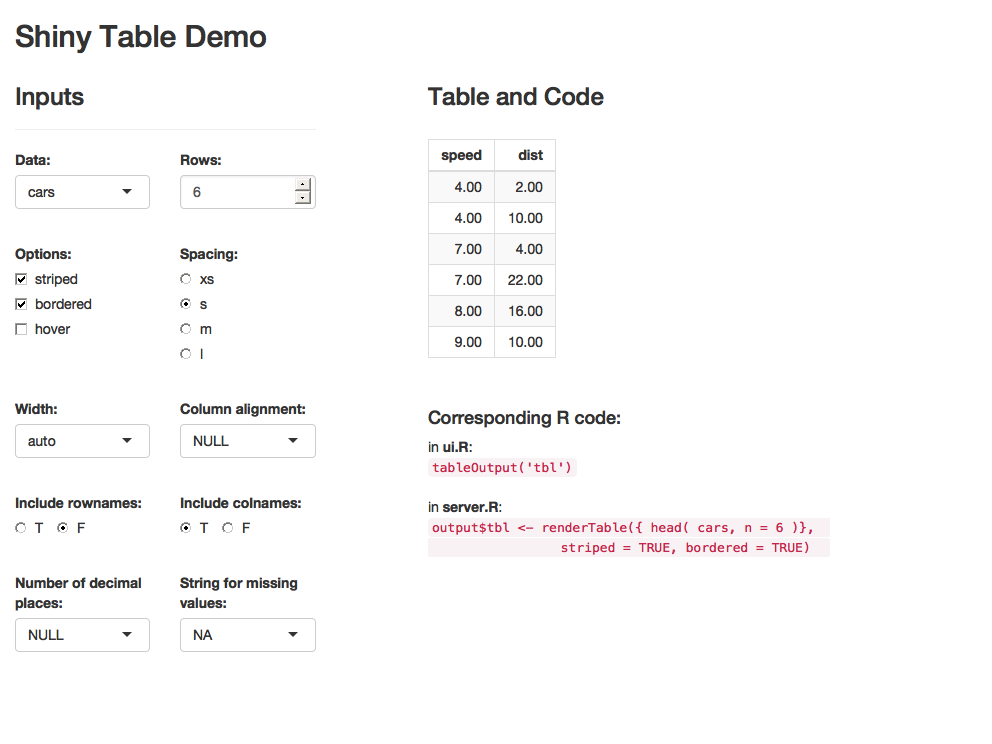 Shiny Table Demo
Inputs
Data: Rows:
cars 6
Options: Spacing:
striped xs
bordered s
hover m
l
Width: Column alignment:
auto NULL
Include rownames: Include colnames:
T F T F
Number of decimal places: String for missing values:
NULL NA
Table and Code
speed dist
4.00 2.00
4.00 10.00
7.00 4.00
7.00 22.00
8.00 16.00
9.00 10.00
Corresponding R code:
in ui.R:
tableOutput('tbl')
in server.R:
output$tbl <- renderTable({ head( cars, n = 6 )},
striped = TRUE, bordered = TRUE)